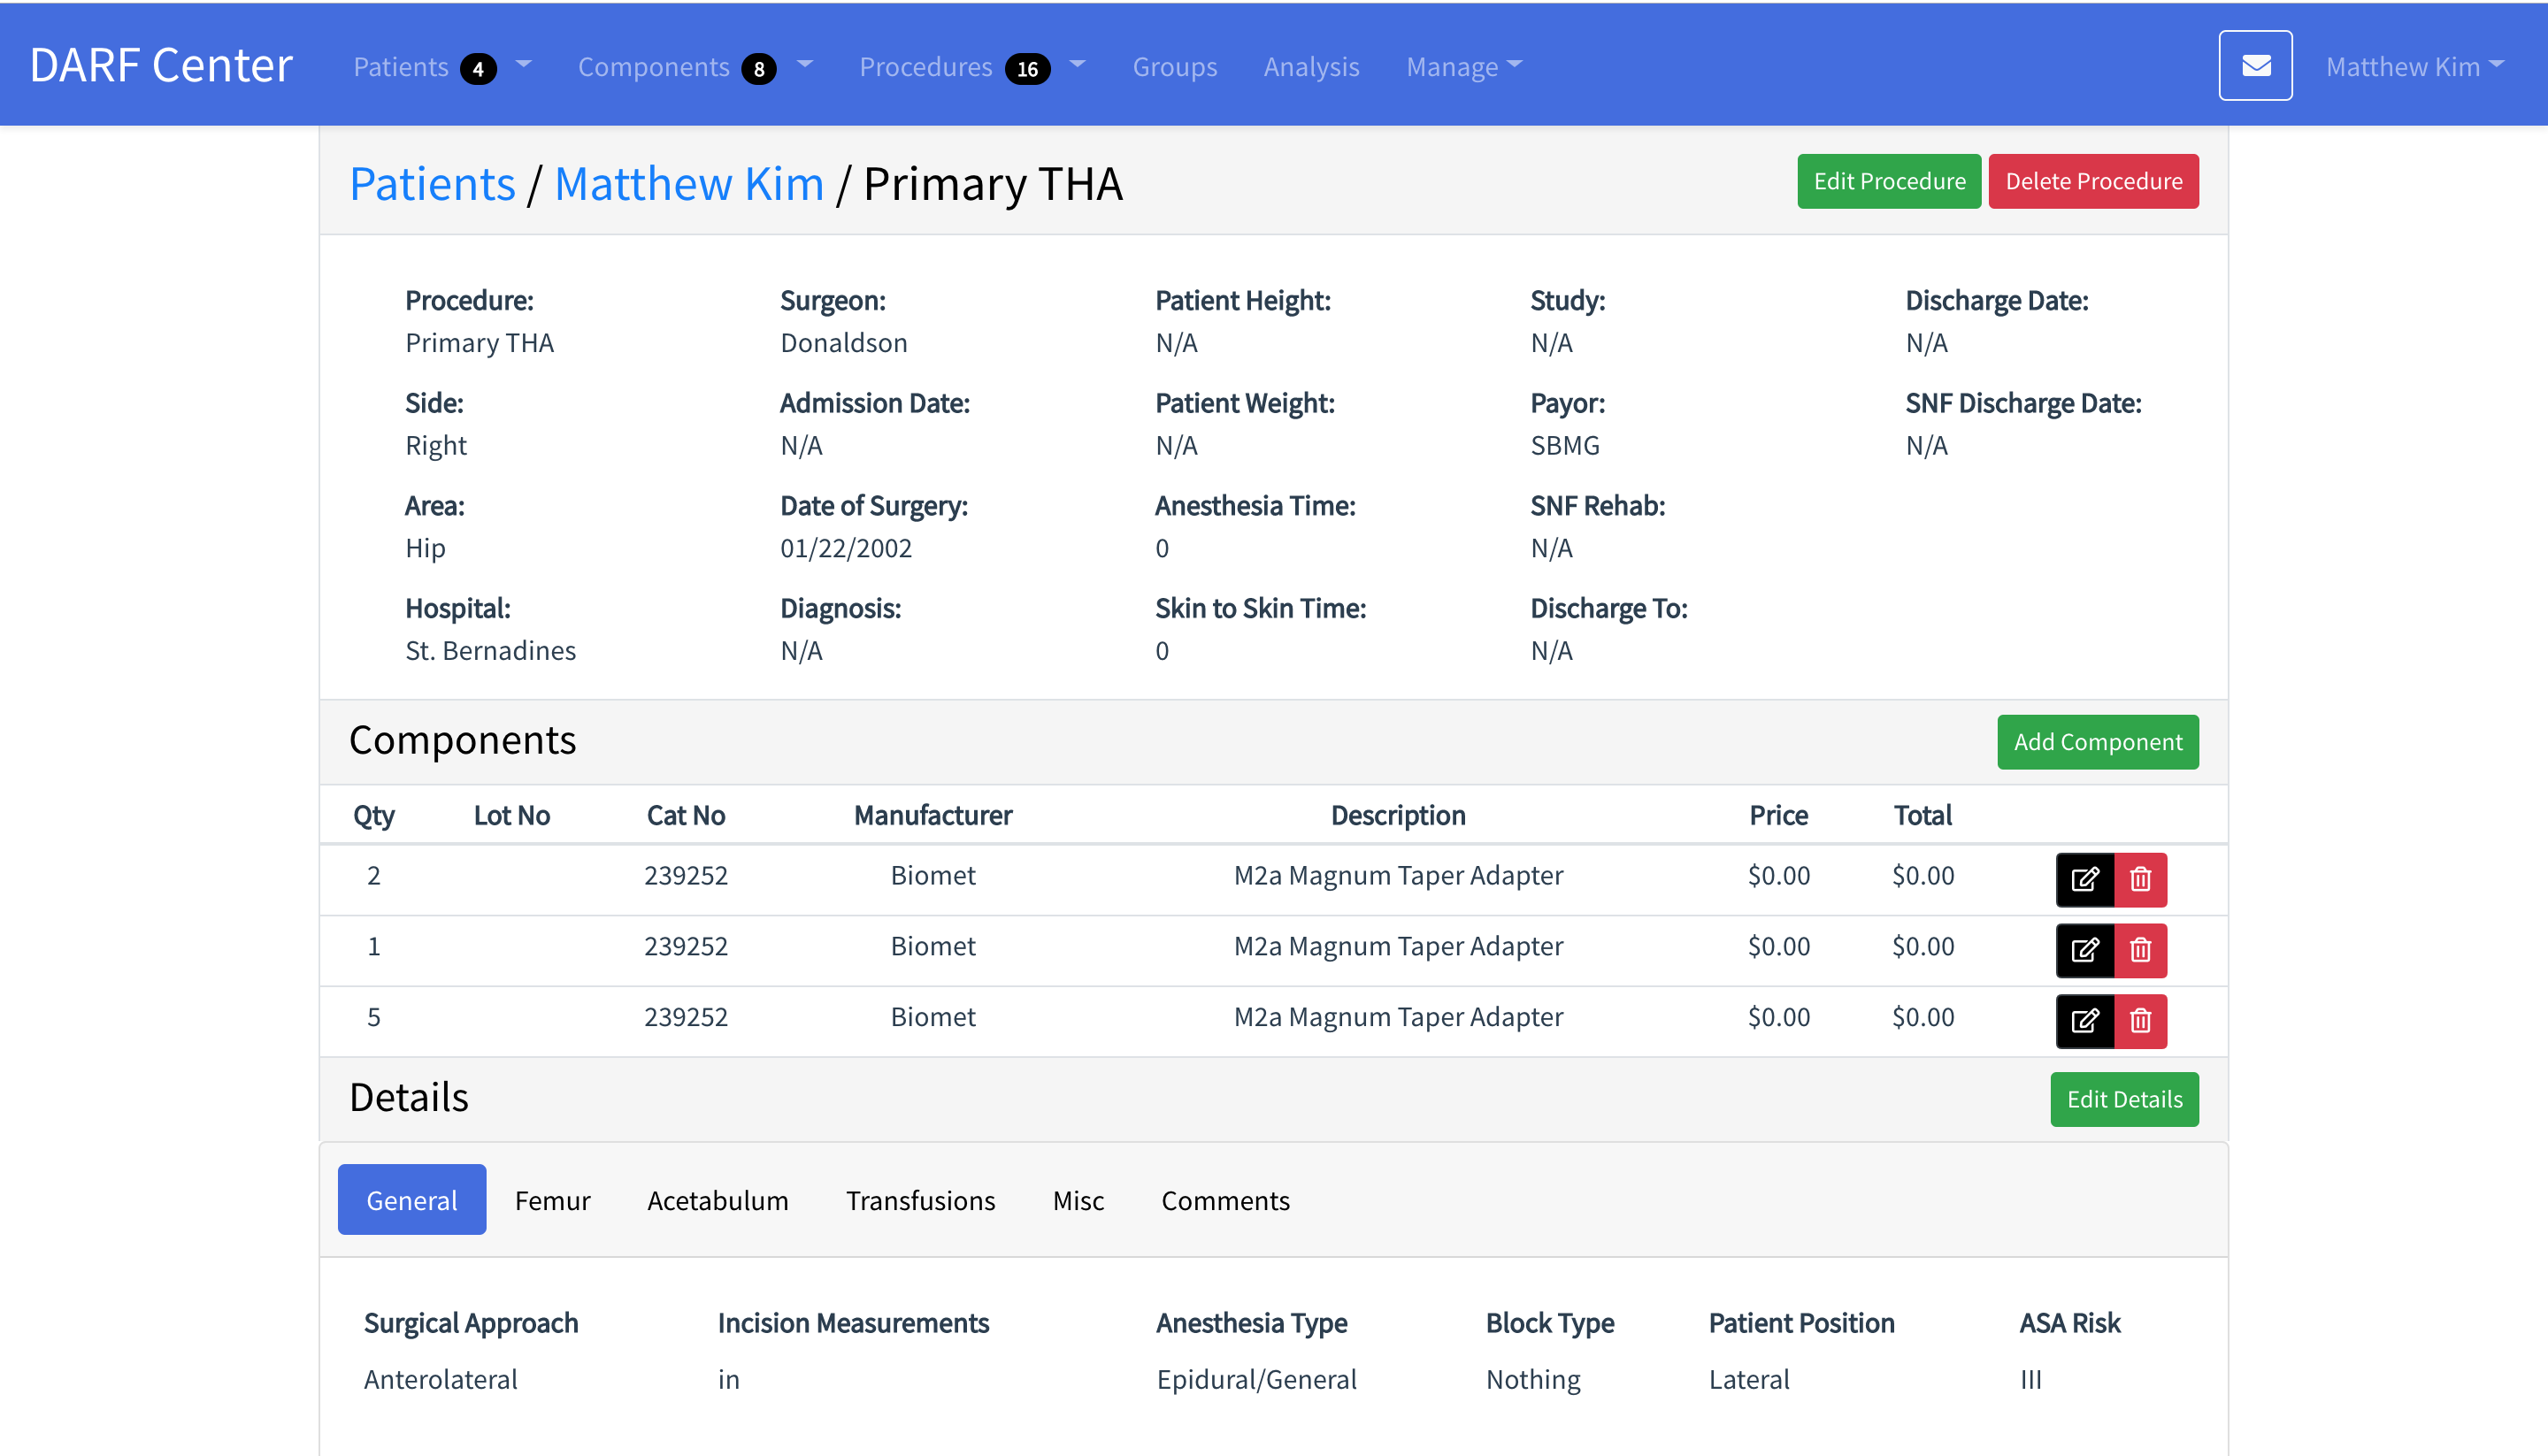 DARF Center Patients 4 Components 8 Procedures 16 Groups Analysis Manage Matthew Kim
Patients / Matthew Kim / Primary THA Edit Procedure Delete Procedure
Procedure: Surgeon: Patient Height: Study: Discharge Date:
Primary THA Donaldson N/A N/A N/A
Side: Admission Date: Patient Weight: Payor: SNF Discharge Date:
Right N/A N/A SBMG N/A
Area: Date of Surgery: Anesthesia Time: SNF Rehab:
Hip 01/22/2002 0 N/A
Hospital: Diagnosis: Skin to Skin Time: Discharge To:
St. Bernadines N/A 0 N/A
Components Add Component
Qty Lot No Cat No Manufacturer Description Price Total
2 239252 Biomet M2a Magnum Taper Adapter $0.00 $0.00
1 239252 Biomet M2a Magnum Taper Adapter $0.00 $0.00
5 239252 Biomet M2a Magnum Taper Adapter $0.00 $0.00
Details Edit Details
General Femur Acetabulum Transfusions Misc Comments
Surgical Approach Incision Measurements Anesthesia Type Block Type Patient Position ASA Risk
Anterolateral in Epidural/General Nothing Lateral III